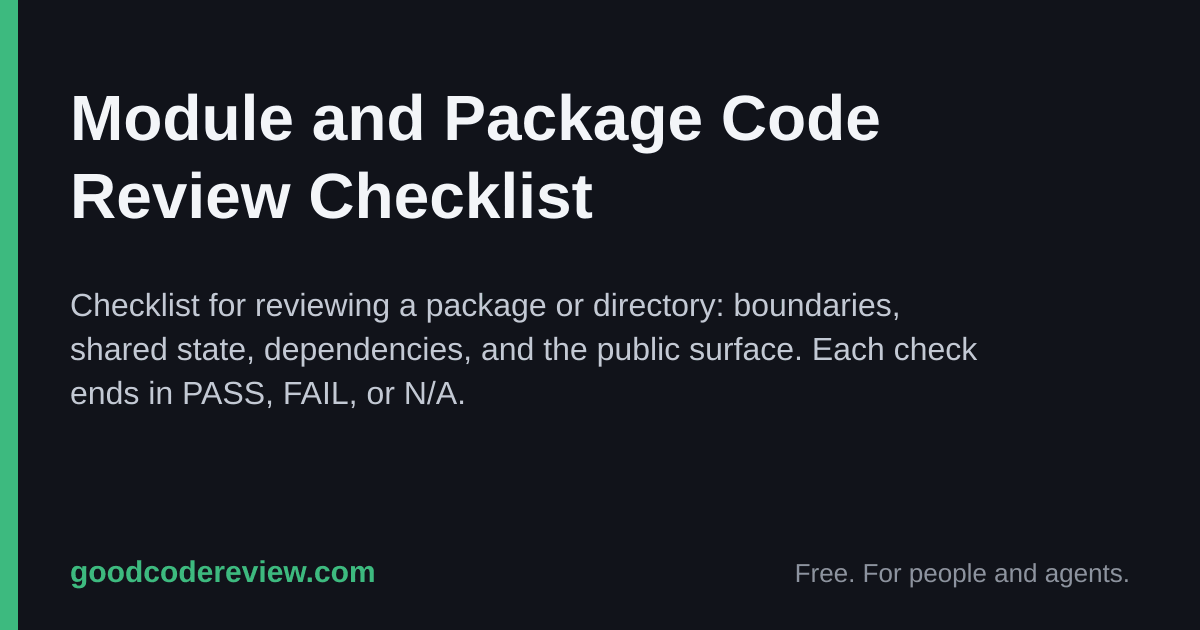 Module and Package Code
Review Checklist
Checklist for reviewing a package or directory: boundaries,
shared state, dependencies, and the public surface. Each check
ends in PASS, FAIL, or N/A.
goodcodereview.com
Free. For people and agents.